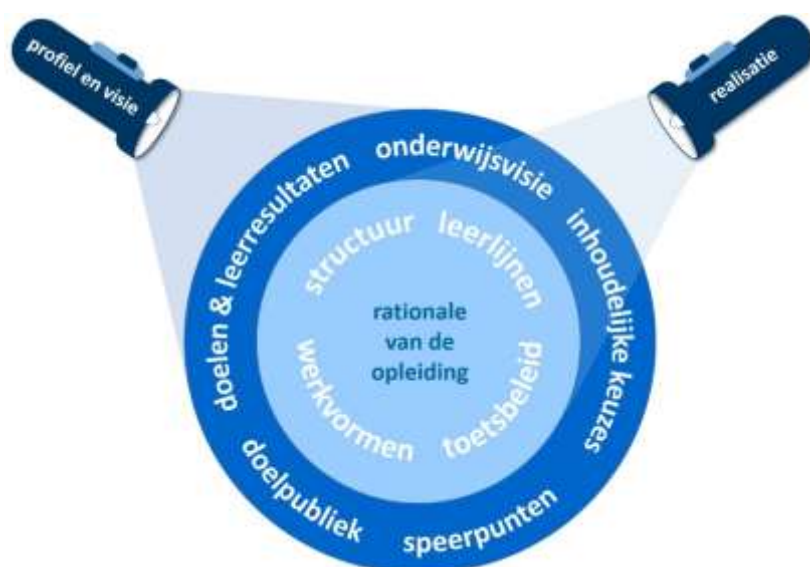 profiel en visie
realisatie
doelen & leerresultaten
onderwijsvisie
inhoudelijke keuzes
speerpunten
doelpubliek
structuur
leerlijnen
toetsbeleid
werkvormen
rationale
van de
opleiding